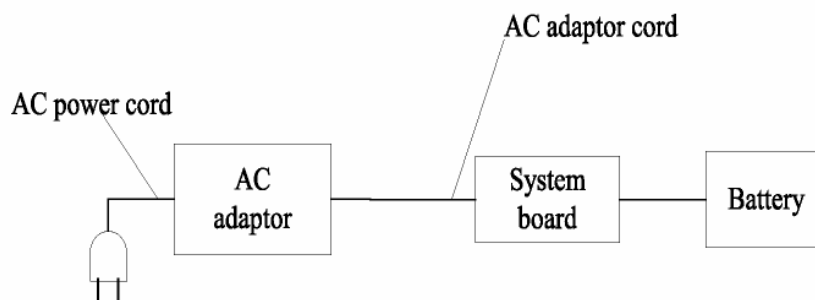 AC adaptor cord
AC power cord
AC
adaptor
System
board
Battery